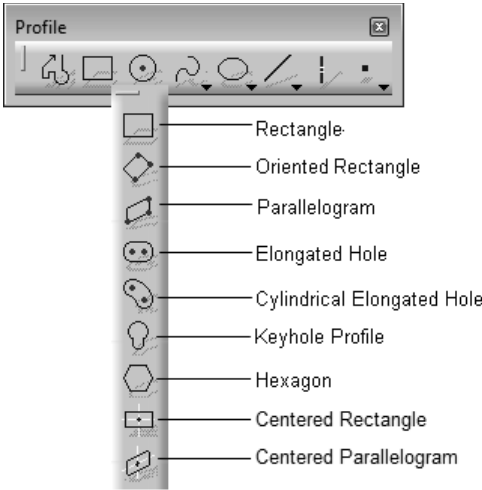 Profile
Rectangle
Oriented Rectangle
Parallelogram
Elongated Hole
Cylindrical Elongated Hole
Keyhole Profile
Hexagon
Centered Rectangle
Centered Parallelogram